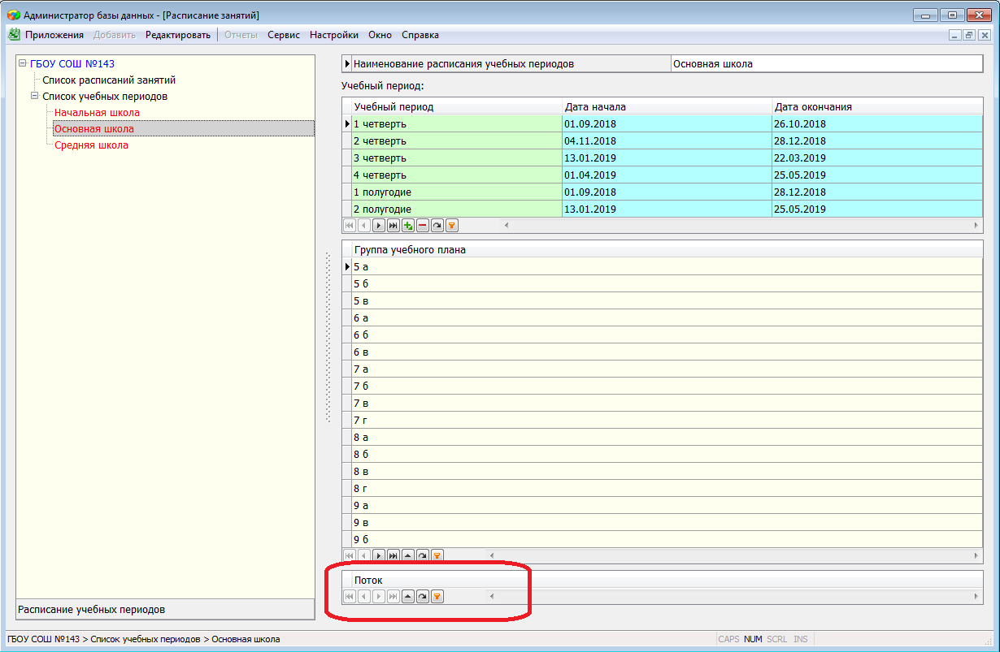 Администратор базы данных - [Расписание занятий]
Приложения Добавить Редактировать Отчеты Сервис Настройки Окно Справка
ГБОУ СОШ №143
Список расписаний занятий
Список учебных периодов
Начальная школа
Основная школа
Средняя школа
Расписание учебных периодов
Наименование расписания учебных периодов Основная школа
Учебный период:
Учебный период Дата начала Дата окончания
1 четверть 01.09.2018 26.10.2018
2 четверть 04.11.2018 28.12.2018
3 четверть 13.01.2019 22.03.2019
4 четверть 01.04.2019 25.05.2019
1 полугодие 01.09.2018 28.12.2018
2 полугодие 13.01.2019 25.05.2019
Группа учебного плана
5 а
5 б
5 в
6 а
6 б
6 в
7 а
7 б
7 в
7 г
8 а
8 б
8 в
8 г
9 а
9 в
9 б
Поток
ГБОУ СОШ №143 > Список учебных периодов > Основная школа CAPS NUM SCRL INS